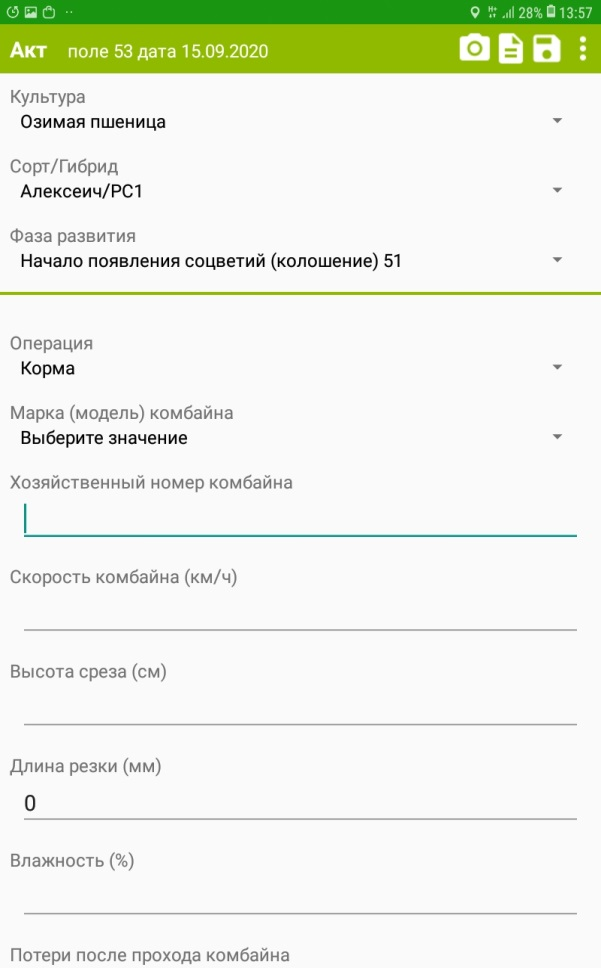 28% 13:57
Акт поле 53 дата 15.09.2020
Культура
Озимая пшеница
Сорт/Гибрид
Алексеич/РС1
Фаза развития
Начало появления соцветий (колошение) 51
Операция
Корма
Марка (модель) комбайна
Выберите значение
Хозяйственный номер комбайна
Скорость комбайна (км/ч)
Высота среза (см)
Длина резки (мм)
0
Влажность (%)
Потери после прохода комбайна